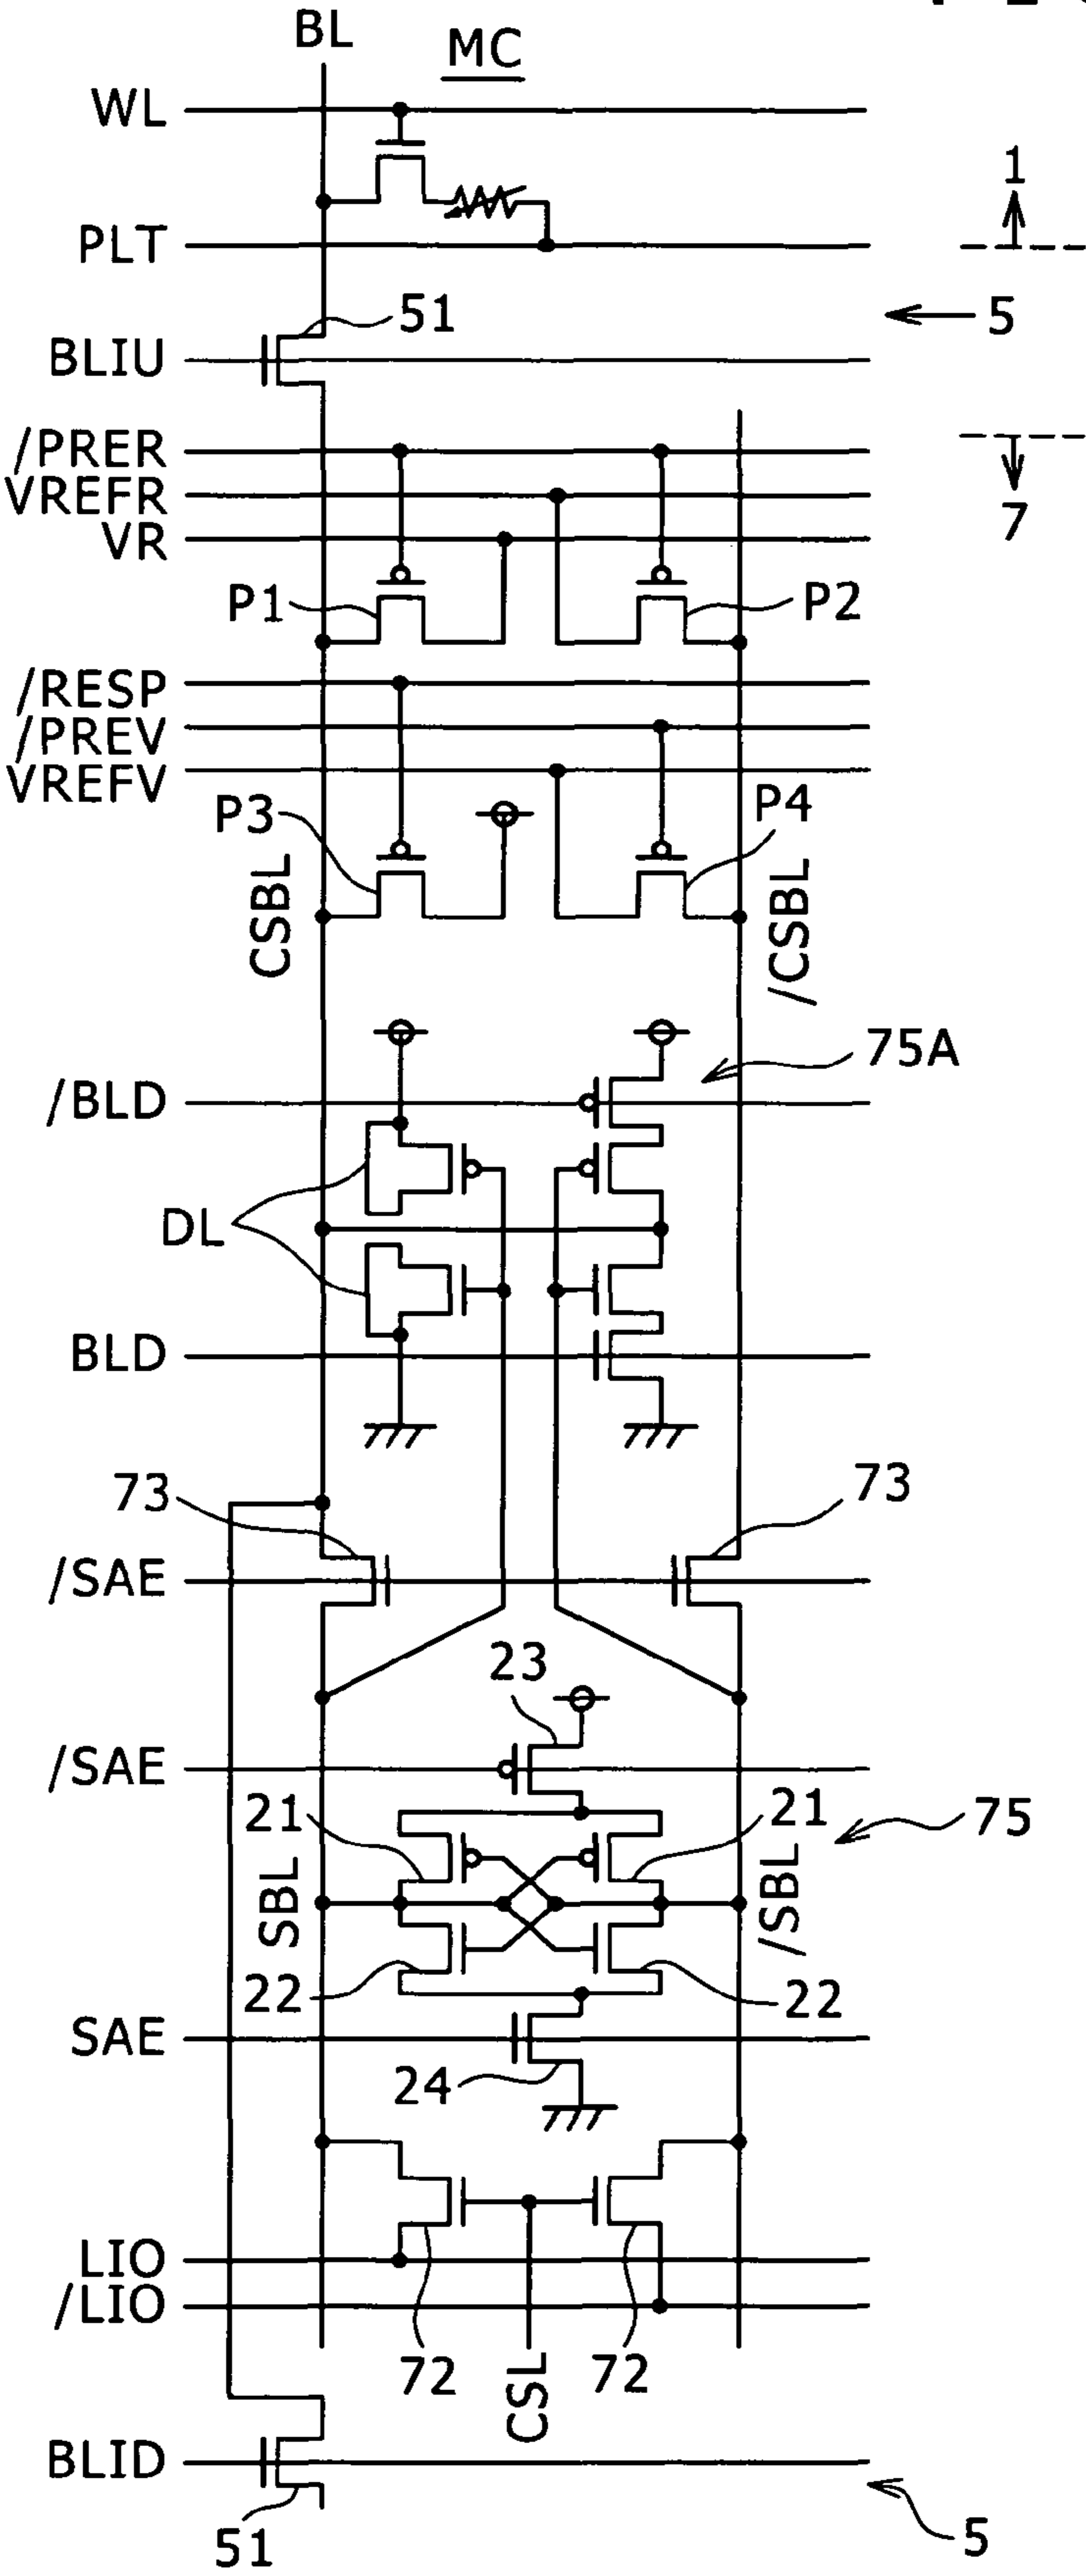 BL
MC
WL
1
PLT
51
5
BLIU
/PRER
VREFR
VR
7
P1
P2
/RESP
/PREV
VREFV
P3
P4
CSBL
/CSBL
75A
/BLD
DL
BLD
73
73
/SAE
23
/SAE
21
21
75
SBL
/SBL
22
22
SAE
24
LIO
/LIO
72
CSL
72
BLID
51
5